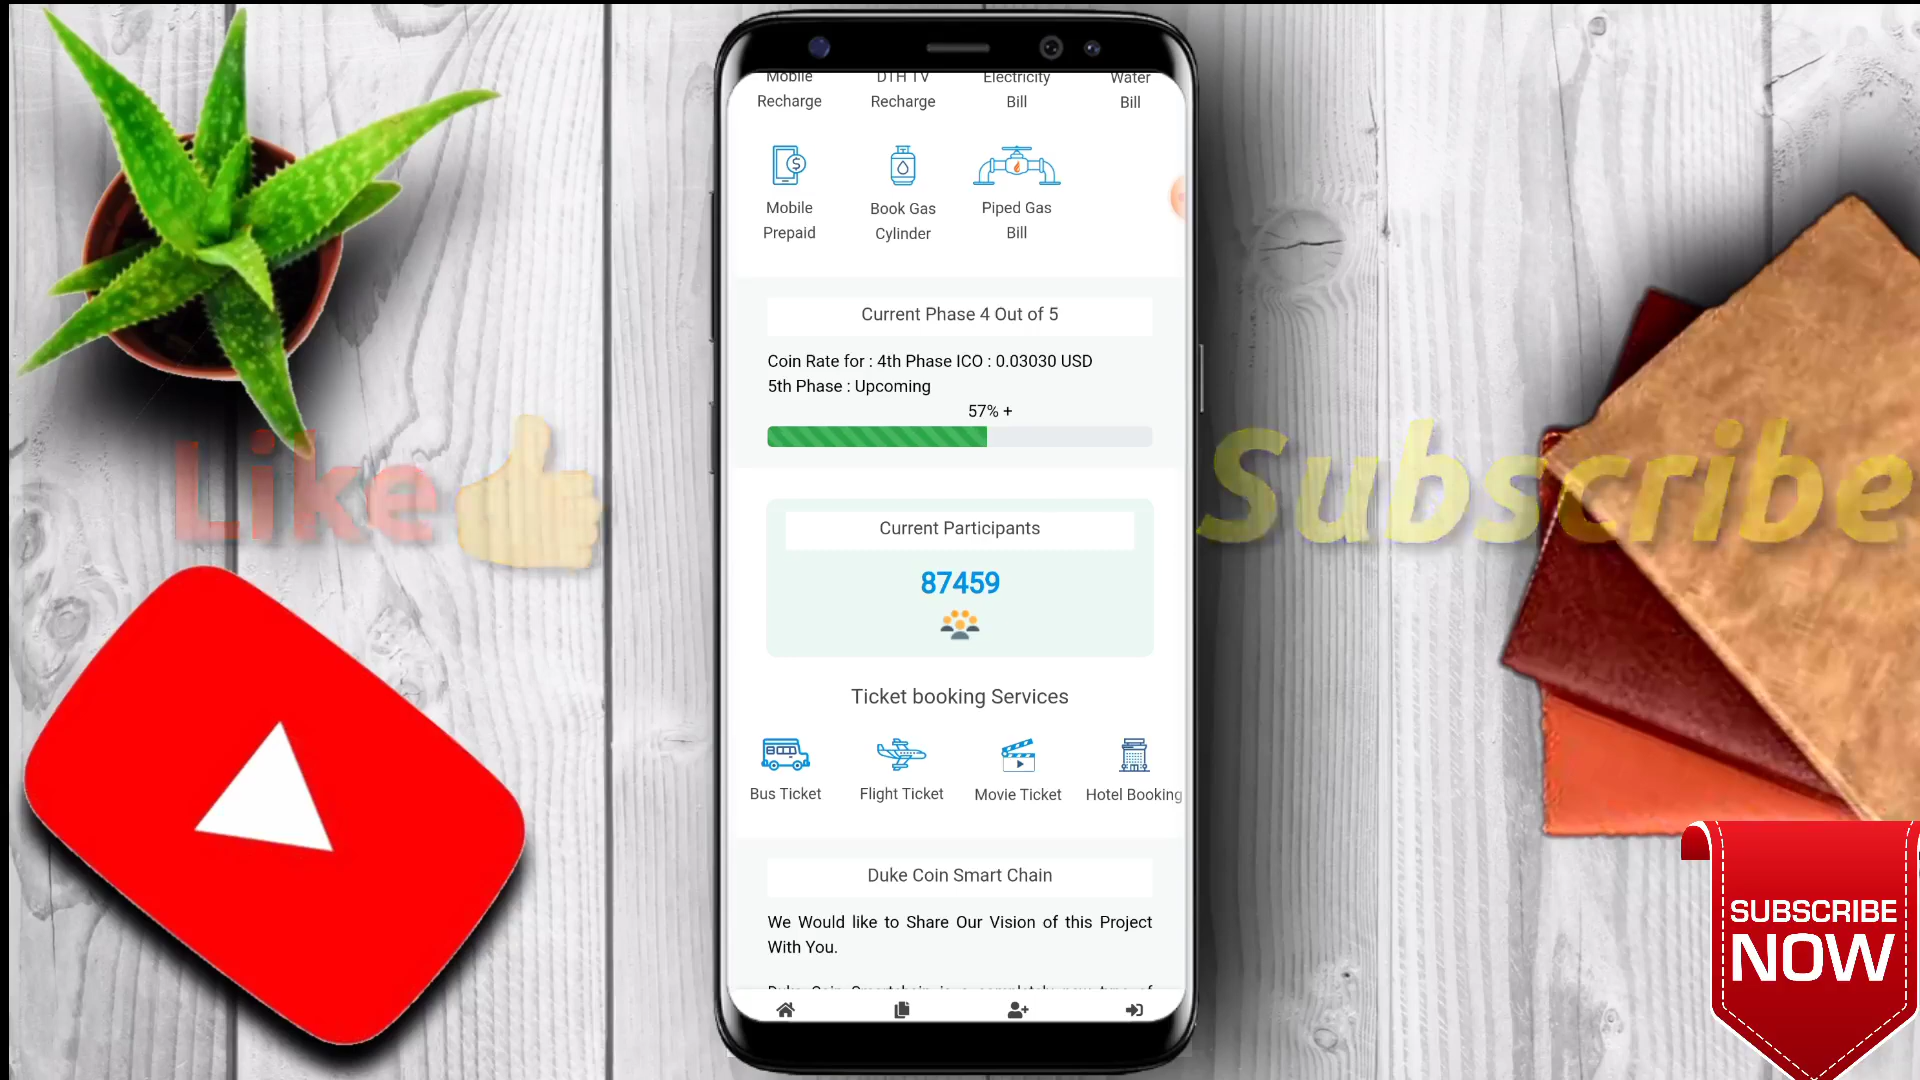 Mobile
Recharge
DTH TV
Recharge
Electricity
Bill
Water
Bill
Mobile
Prepaid
Book Gas
Cylinder
Piped Gas
Bill
Current Phase 4 Out of 5
Coin Rate for : 4th Phase ICO : 0.03030 USD
5th Phase : Upcoming
57% +
Like
Subscribe
Current Participants
87459
Ticket booking Services
Bus Ticket
Flight Ticket
Movie Ticket
Hotel Booking
Duke Coin Smart Chain
We Would like to Share Our Vision of this Project
With You.
SUBSCRIBE
NOW